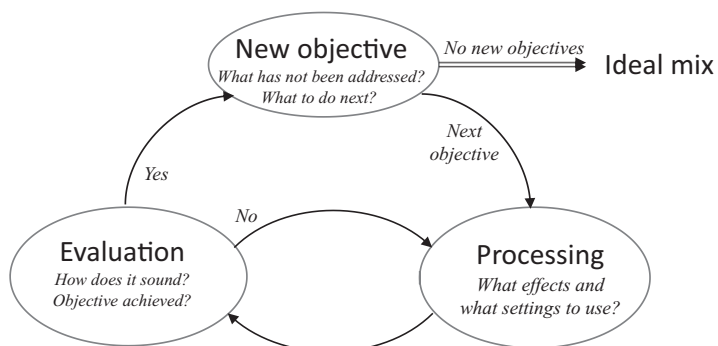 New objective
What has not been addressed?
What to do next?
No new objectives
Ideal mix
Next
objective
Yes
No
Evaluation
How does it sound?
Objective achieved?
Processing
What effects and
what settings to use?